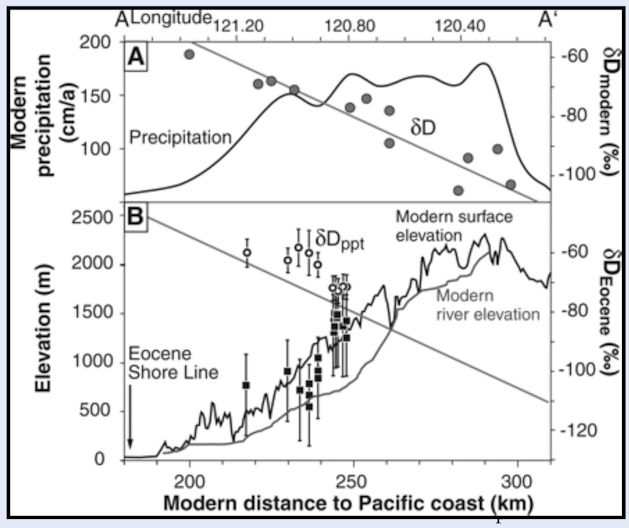 A Longitude 121.20 120.80 120.40 A'
200
150
100
Modern
precipitation
(cm/a)
A
Precipitation
δD
-60
-80
-100
δDmodern (‰)
B
2500
2000
1500
1000
500
0
Elevation (m)
δDppt
Modern surface
elevation
Modern
river elevation
Eocene
Shore Line
-60
-80
-100
-120
δDEocene (‰)
200 250 300
Modern distance to Pacific coast (km)